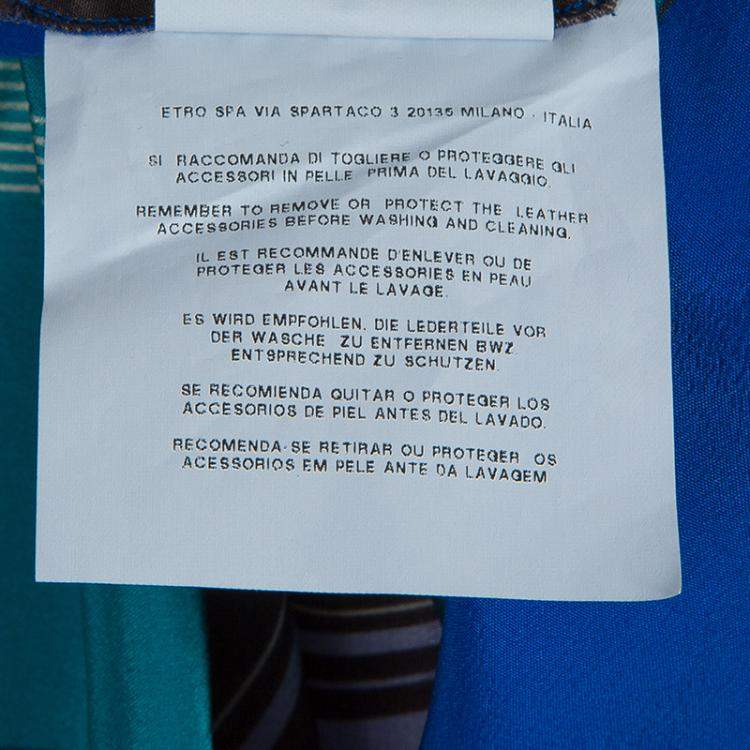 ETRO SPA VIA SPARTACO 3 20135 MILANO · ITALIA
SI RACCOMANDA DI TOGLIERE O PROTEGGERE GLI
ACCESSORI IN PELLE PRIMA DEL LAVAGGIO.
REMEMBER TO REMOVE OR PROTECT THE LEATHER
ACCESSORIES BEFORE WASHING AND CLEANING.
IL EST RECOMMANDE D'ENLEVER OU DE
PROTEGER LES ACCESSORIES EN PEAU
AVANT LE LAVAGE.
ES WIRD EMPFOHLEN, DIE LEDERTEILE VOR
DER WASCHE ZU ENTFERNEN BWZ.
ENTSPRECHEND ZU SCHUTZEN.
SE RECOMIENDA QUITAR O PROTEGER LOS
ACCESORIOS DE PIEL ANTES DEL LAVADO.
RECOMENDA-SE RETIRAR OU PROTEGER OS
ACESSORIOS EM PELE ANTE DA LAVAGEM